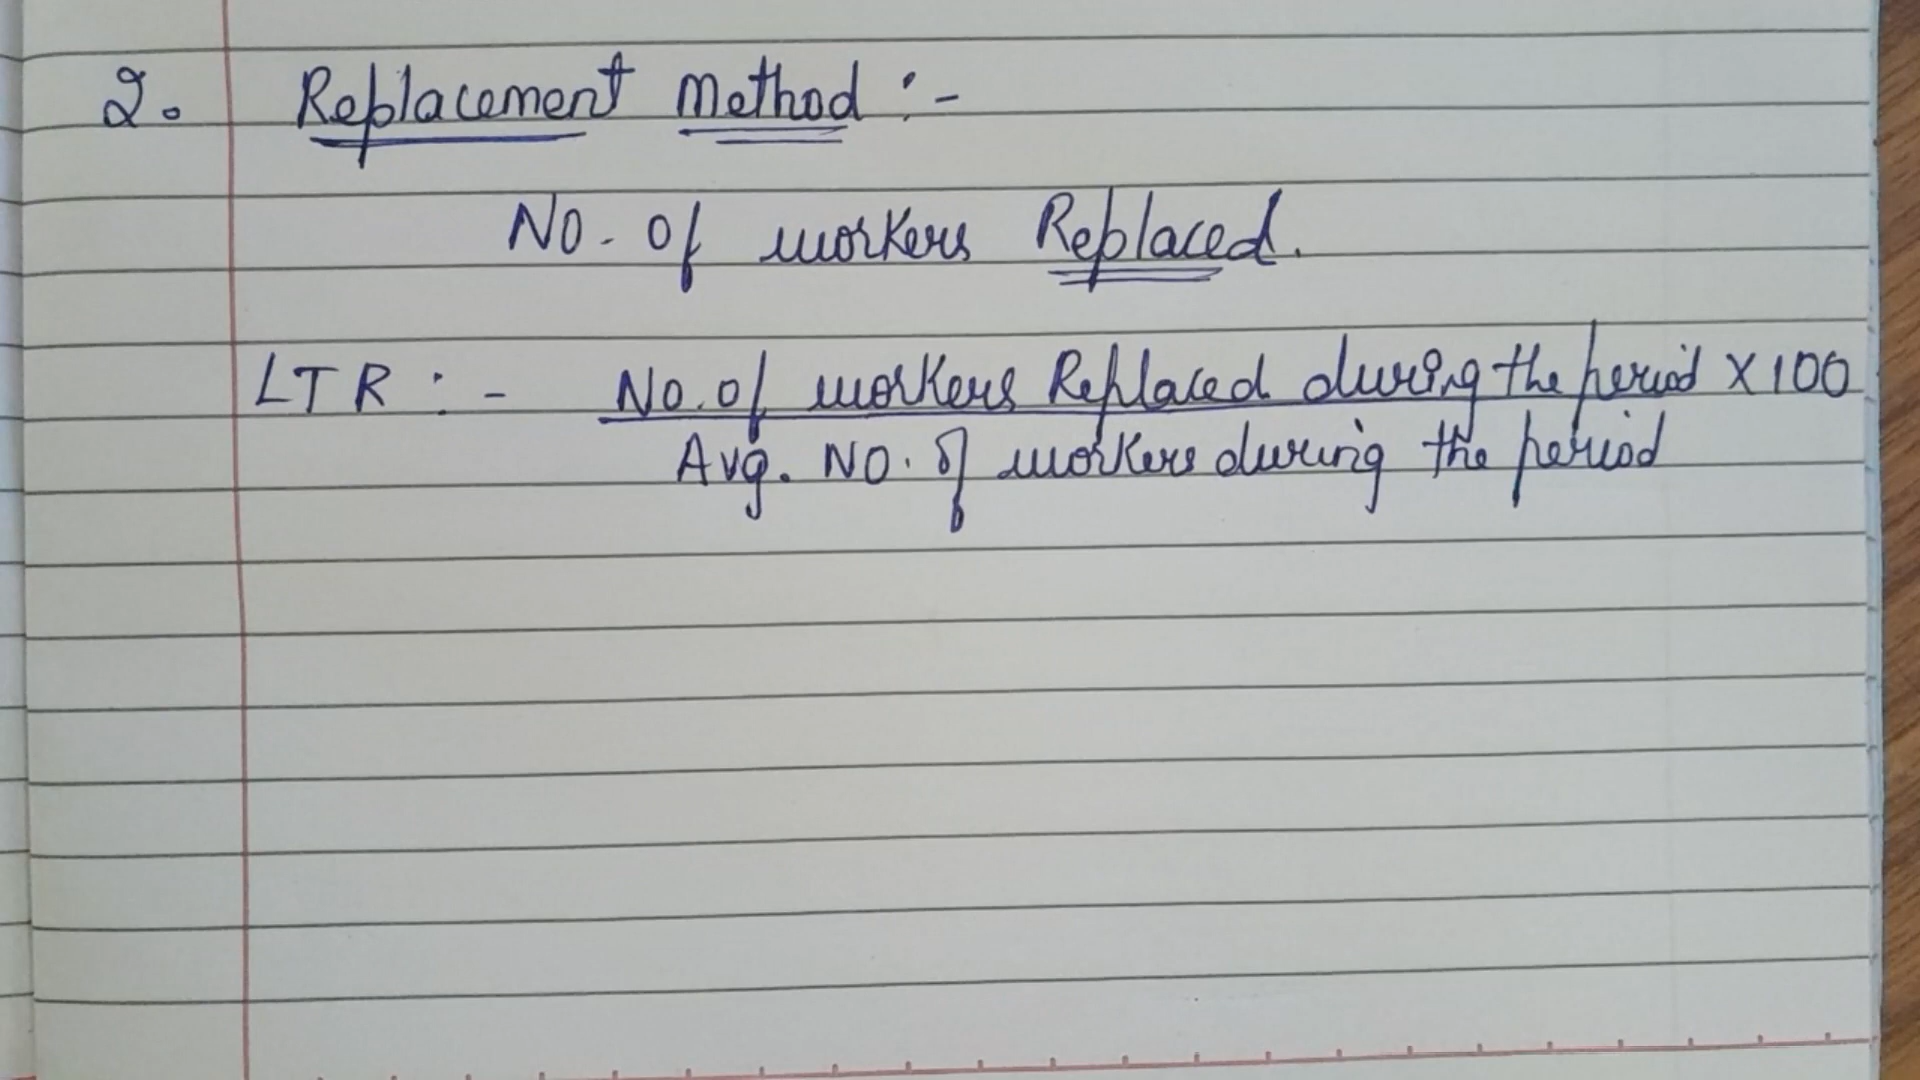 2. Replacement Method :-
No. of workers Replaced.
LTR :- No. of workers Replaced during the period X 100
Avg. No. of workers during the period